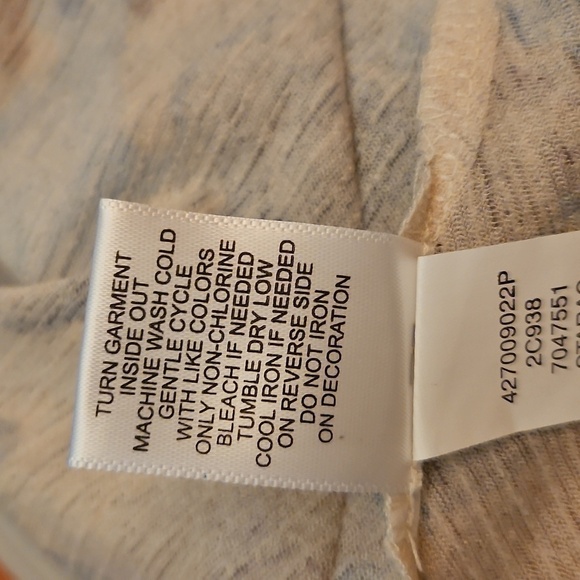 TURN GARMENT
INSIDE OUT
MACHINE WASH COLD
GENTLE CYCLE
WITH LIKE COLORS
ONLY NON-CHLORINE
BLEACH IF NEEDED
TUMBLE DRY LOW
COOL IRON IF NEEDED
ON REVERSE SIDE
DO NOT IRON
ON DECORATION
427009022P
2C938
7047551